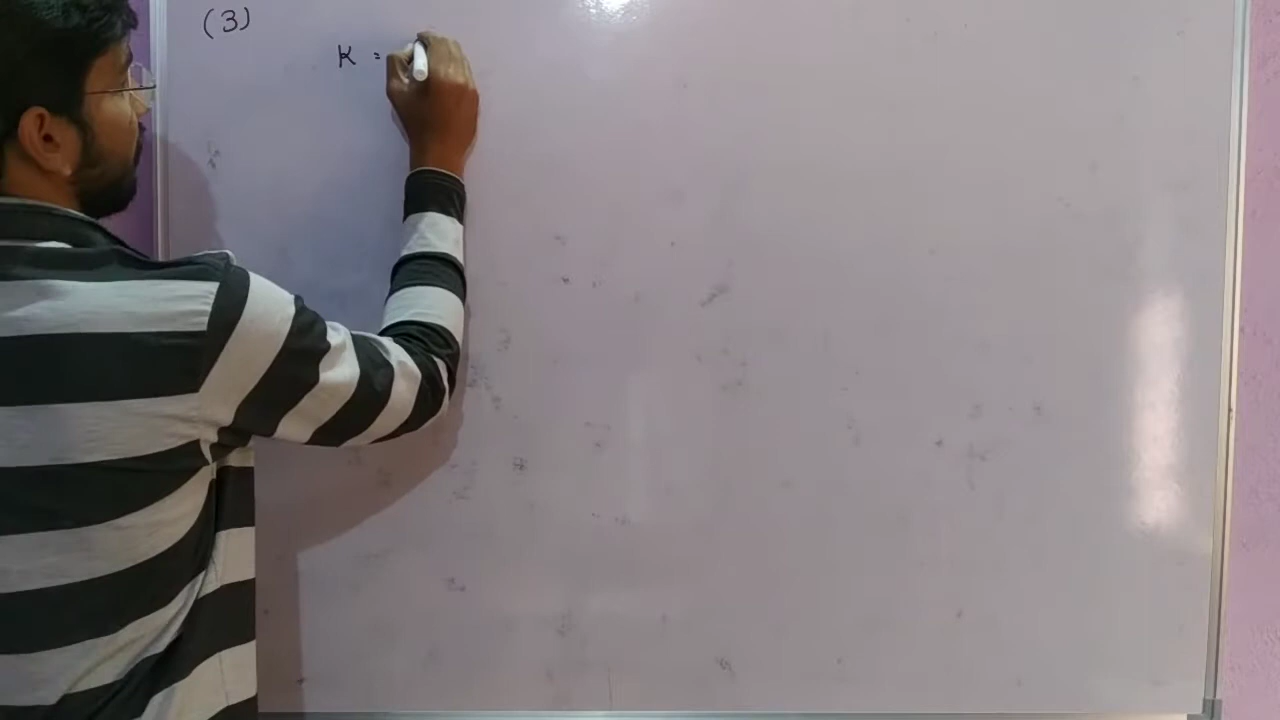 (3)
K =